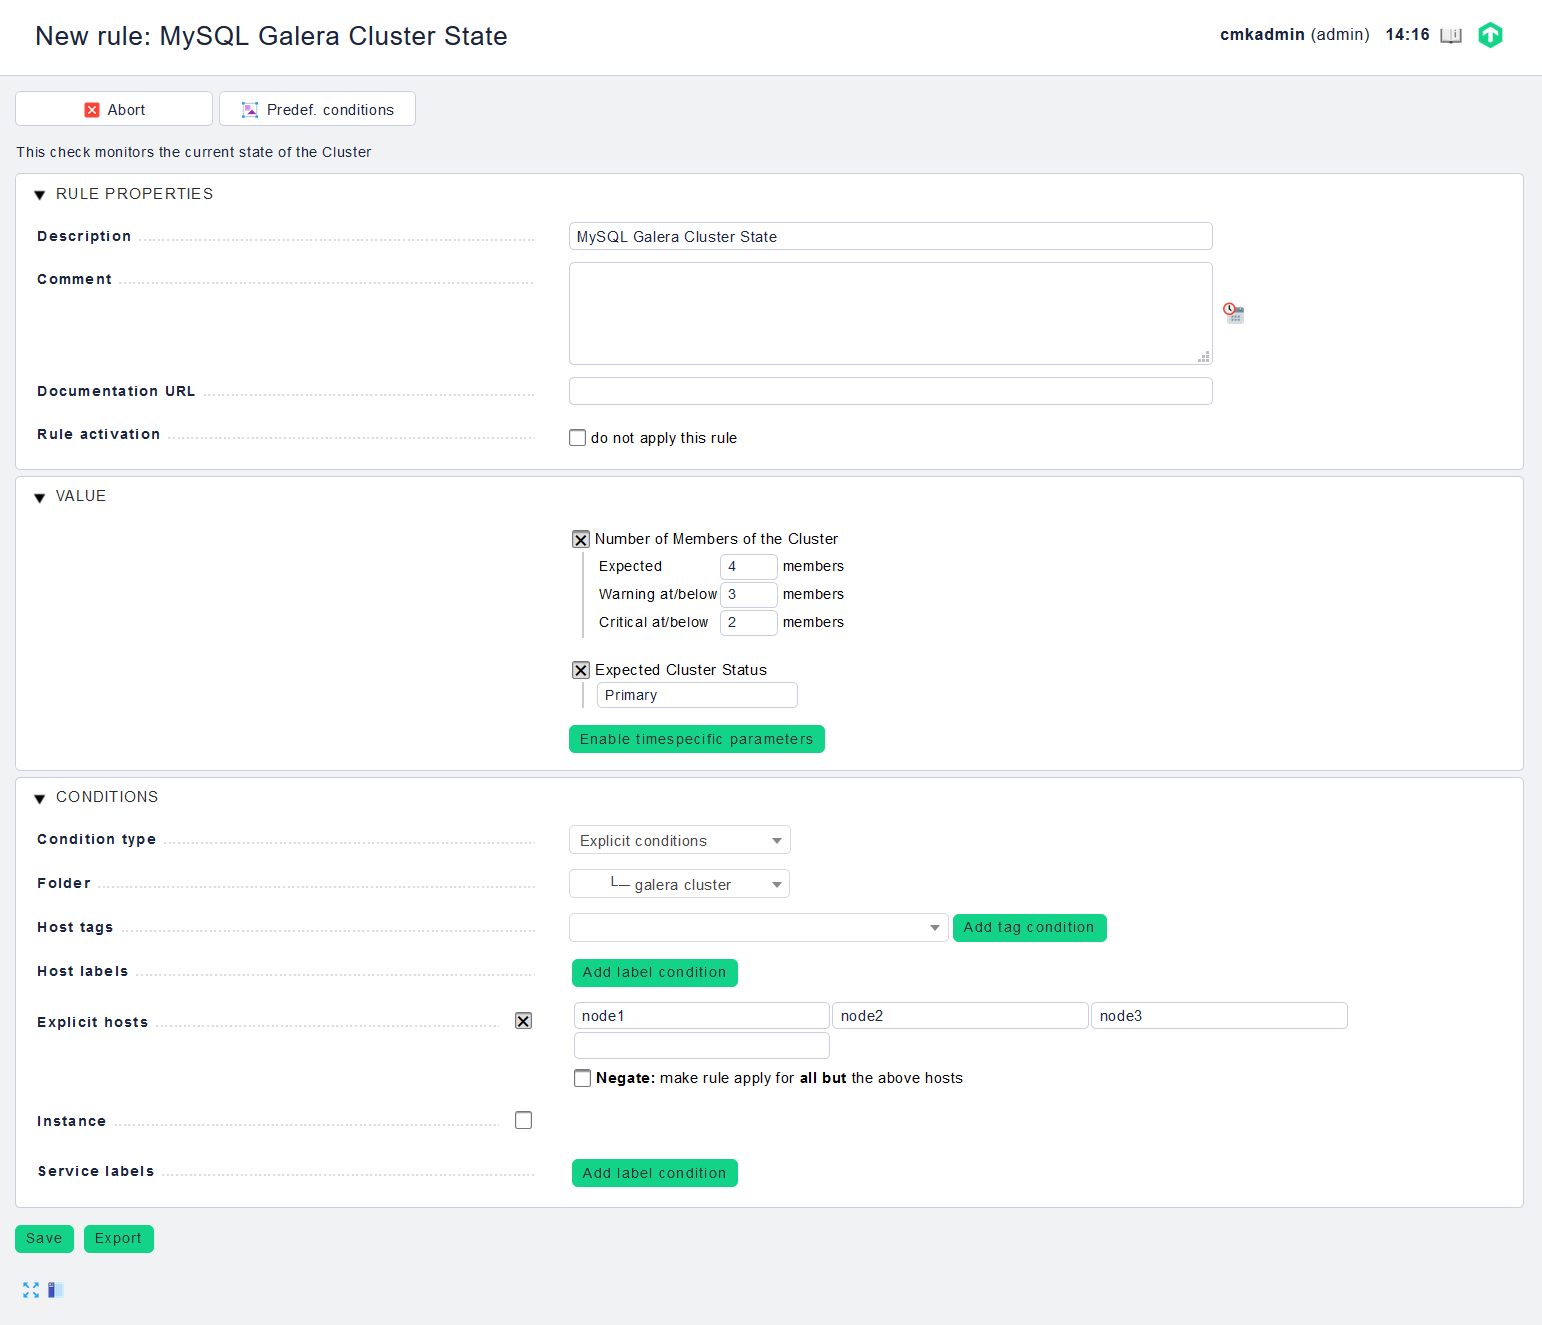 New rule: MySQL Galera Cluster State
cmkadmin (admin) 14:16
Abort
Predef. conditions
This check monitors the current state of the Cluster
RULE PROPERTIES
Description
MySQL Galera Cluster State
Comment
Documentation URL
Rule activation
do not apply this rule
VALUE
Number of Members of the Cluster
Expected 4 members
Warning at/below 3 members
Critical at/below 2 members
Expected Cluster Status
Primary
Enable timespecific parameters
CONDITIONS
Condition type
Explicit conditions
Folder
└─ galera cluster
Host tags
Add tag condition
Host labels
Add label condition
Explicit hosts
node1 node2 node3
Negate: make rule apply for all but the above hosts
Instance
Service labels
Add label condition
Save
Export